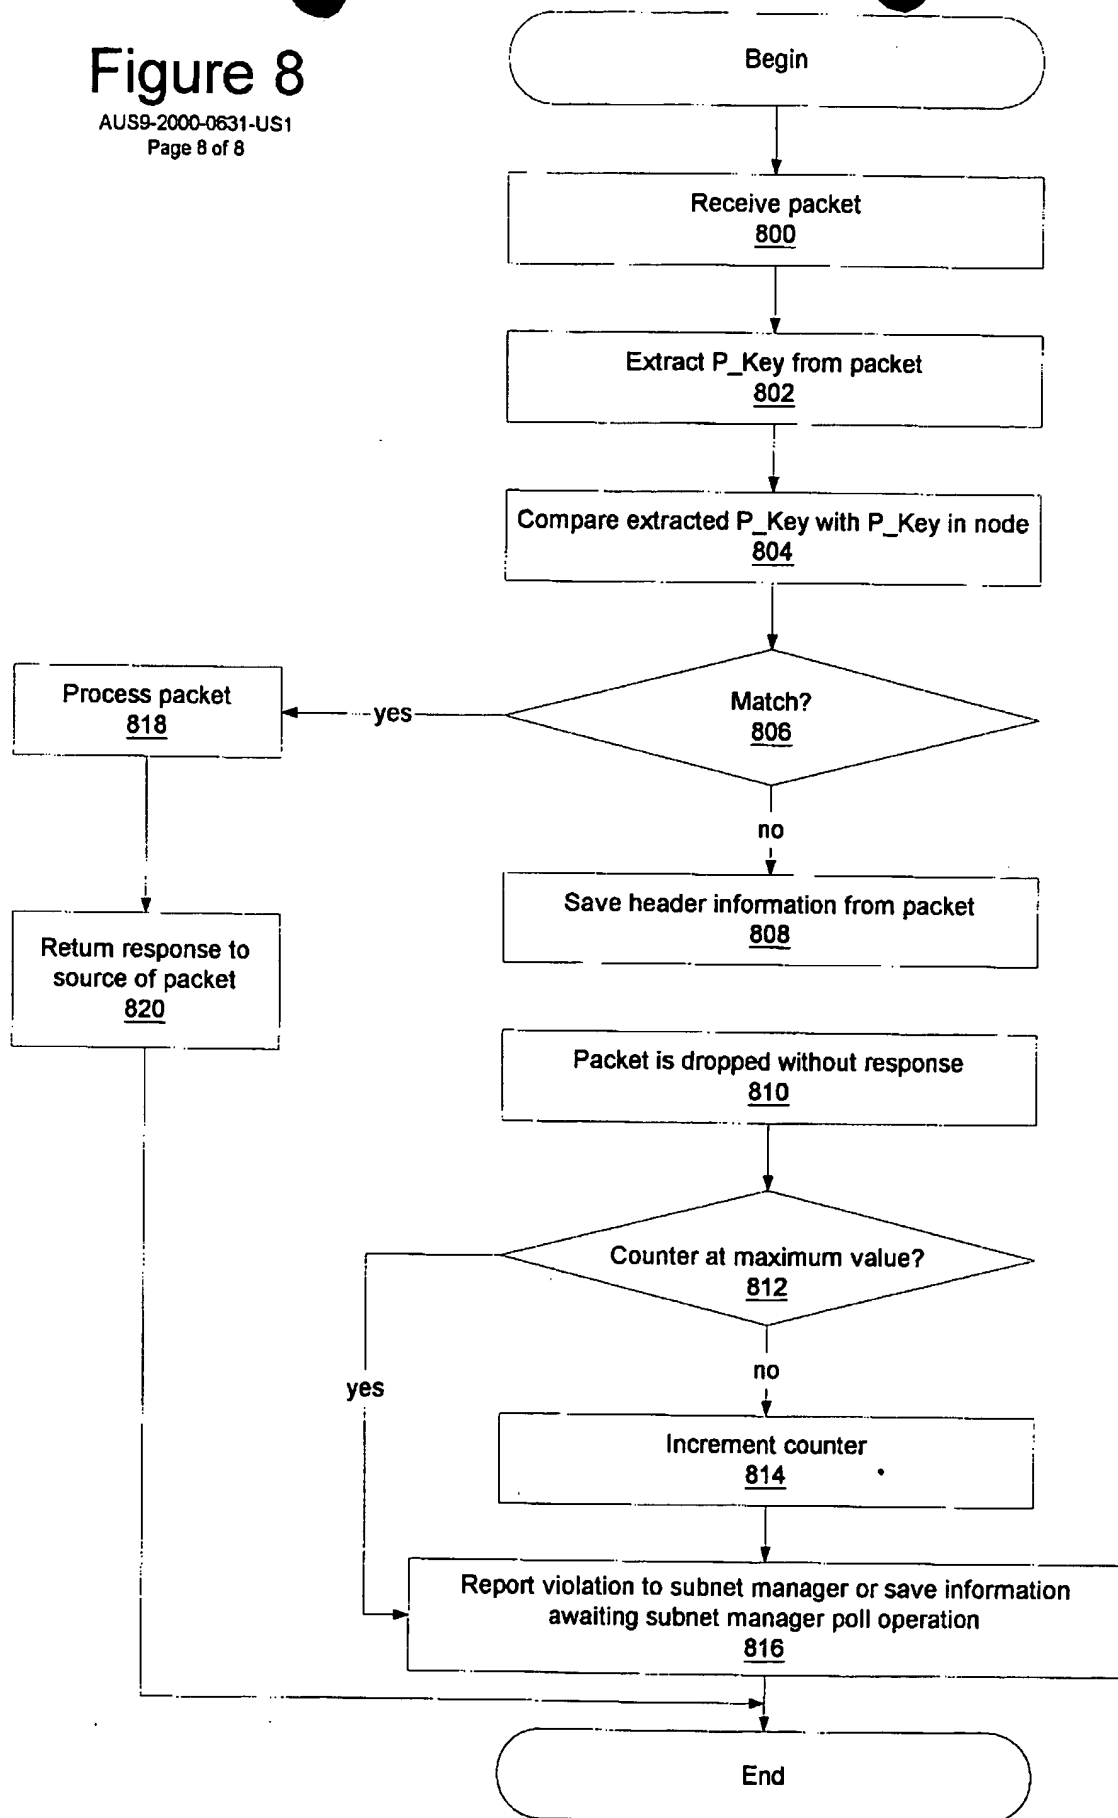 Figure 8
AUS9-2000-0631-US1
Page 8 of 8
Begin
Receive packet
800
Extract P_Key from packet
802
Compare extracted P_Key with P_Key in node
804
Match?
806
yes
Process packet
818
no
Save header information from packet
808
Return response to
source of packet
820
Packet is dropped without response
810
Counter at maximum value?
812
no
yes
Increment counter
814
Report violation to subnet manager or save information
awaiting subnet manager poll operation
816
End